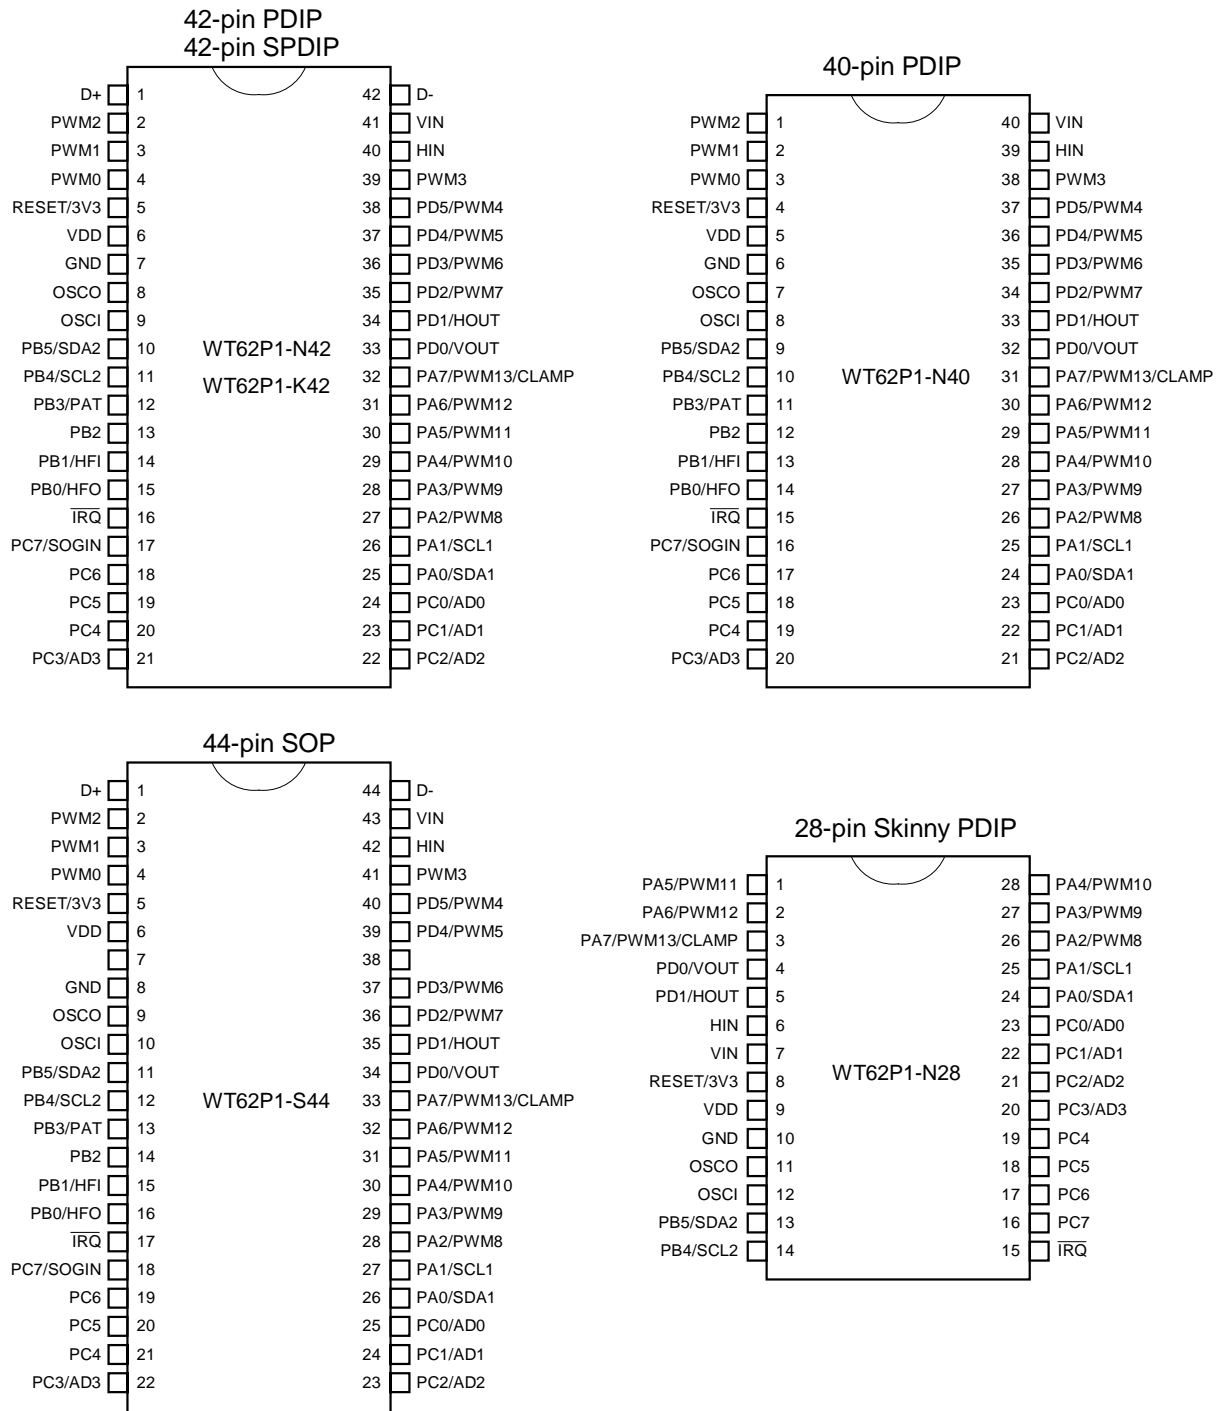 42-pin PDIP
42-pin SPDIP
D+ 1 42 D-
PWM2 2 41 VIN
PWM1 3 40 HIN
PWM0 4 39 PWM3
RESET/3V3 5 38 PD5/PWM4
VDD 6 37 PD4/PWM5
GND 7 36 PD3/PWM6
OSCO 8 35 PD2/PWM7
OSCI 9 34 PD1/HOUT
PB5/SDA2 10 WT62P1-N42 33 PD0/VOUT
PB4/SCL2 11 WT62P1-K42 32 PA7/PWM13/CLAMP
PB3/PAT 12 31 PA6/PWM12
PB2 13 30 PA5/PWM11
PB1/HFI 14 29 PA4/PWM10
PB0/HFO 15 28 PA3/PWM9
IRQ 16 27 PA2/PWM8
PC7/SOGIN 17 26 PA1/SCL1
PC6 18 25 PA0/SDA1
PC5 19 24 PC0/AD0
PC4 20 23 PC1/AD1
PC3/AD3 21 22 PC2/AD2
40-pin PDIP
PWM2 1 40 VIN
PWM1 2 39 HIN
PWM0 3 38 PWM3
RESET/3V3 4 37 PD5/PWM4
VDD 5 36 PD4/PWM5
GND 6 35 PD3/PWM6
OSCO 7 34 PD2/PWM7
OSCI 8 33 PD1/HOUT
PB5/SDA2 9 32 PD0/VOUT
PB4/SCL2 10 WT62P1-N40 31 PA7/PWM13/CLAMP
PB3/PAT 11 30 PA6/PWM12
PB2 12 29 PA5/PWM11
PB1/HFI 13 28 PA4/PWM10
PB0/HFO 14 27 PA3/PWM9
IRQ 15 26 PA2/PWM8
PC7/SOGIN 16 25 PA1/SCL1
PC6 17 24 PA0/SDA1
PC5 18 23 PC0/AD0
PC4 19 22 PC1/AD1
PC3/AD3 20 21 PC2/AD2
44-pin SOP
D+ 1 44 D-
PWM2 2 43 VIN
PWM1 3 42 HIN
PWM0 4 41 PWM3
RESET/3V3 5 40 PD5/PWM4
VDD 6 39 PD4/PWM5
7 38
GND 8 37 PD3/PWM6
OSCO 9 36 PD2/PWM7
OSCI 10 35 PD1/HOUT
PB5/SDA2 11 34 PD0/VOUT
PB4/SCL2 12 WT62P1-S44 33 PA7/PWM13/CLAMP
PB3/PAT 13 32 PA6/PWM12
PB2 14 31 PA5/PWM11
PB1/HFI 15 30 PA4/PWM10
PB0/HFO 16 29 PA3/PWM9
IRQ 17 28 PA2/PWM8
PC7/SOGIN 18 27 PA1/SCL1
PC6 19 26 PA0/SDA1
PC5 20 25 PC0/AD0
PC4 21 24 PC1/AD1
PC3/AD3 22 23 PC2/AD2
28-pin Skinny PDIP
PA5/PWM11 1 28 PA4/PWM10
PA6/PWM12 2 27 PA3/PWM9
PA7/PWM13/CLAMP 3 26 PA2/PWM8
PD0/VOUT 4 25 PA1/SCL1
PD1/HOUT 5 24 PA0/SDA1
HIN 6 23 PC0/AD0
VIN 7 22 PC1/AD1
RESET/3V3 8 WT62P1-N28 21 PC2/AD2
VDD 9 20 PC3/AD3
GND 10 19 PC4
OSCO 11 18 PC5
OSCI 12 17 PC6
PB5/SDA2 13 16 PC7
PB4/SCL2 14 15 IRQ